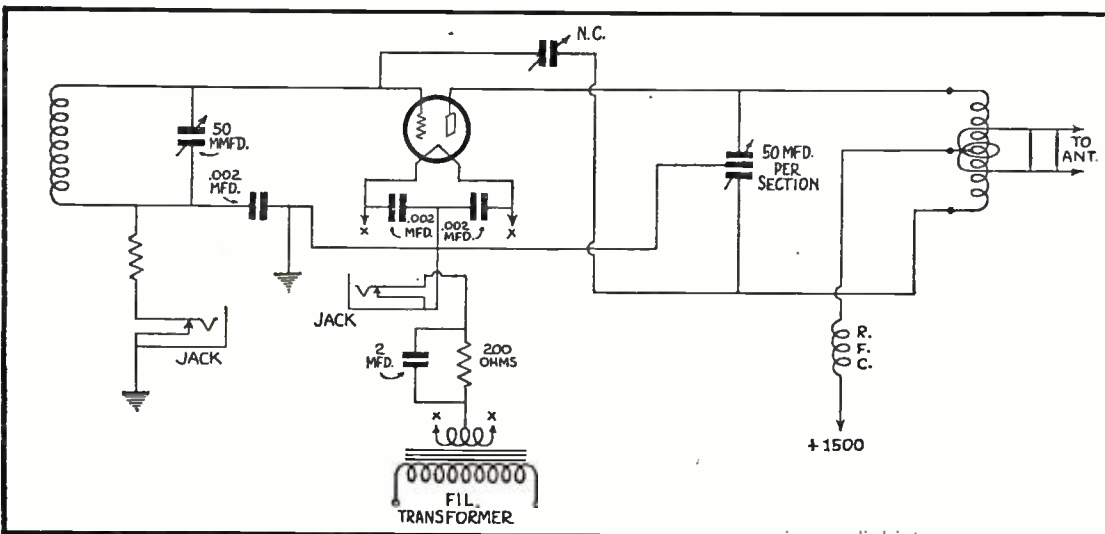 N.C.
50
MMFD.
.002
MFD.
.002
MFD.
.002
MFD.
x
x
50 MFD.
PER
SECTION
TO
ANT.
JACK
JACK
2
MFD.
200
OHMS
R.
F.
C.
+1500
x
x
FIL.
TRANSFORMER